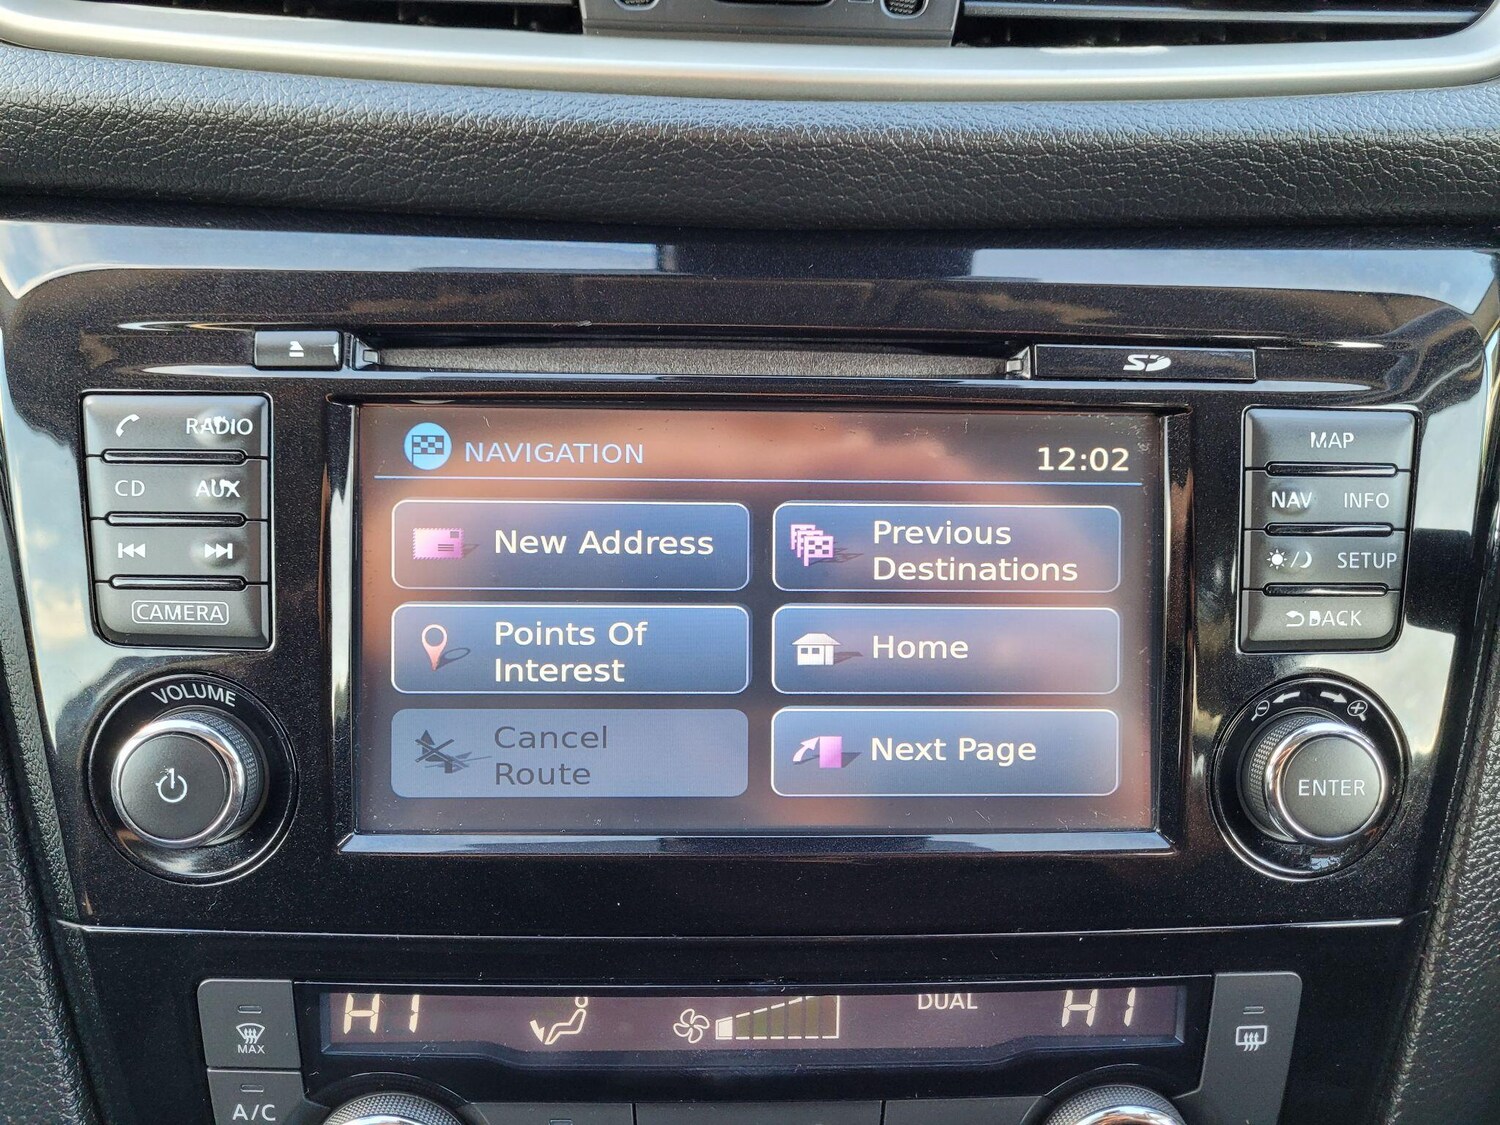 SD
RADIO
CD AUX
CAMERA
VOLUME
NAVIGATION 12:02
New Address
Previous
Destinations
Points Of
Interest
Home
Cancel
Route
Next Page
MAP
NAV INFO
SETUP
BACK
ENTER
MAX
A/C
HI
DUAL
HI